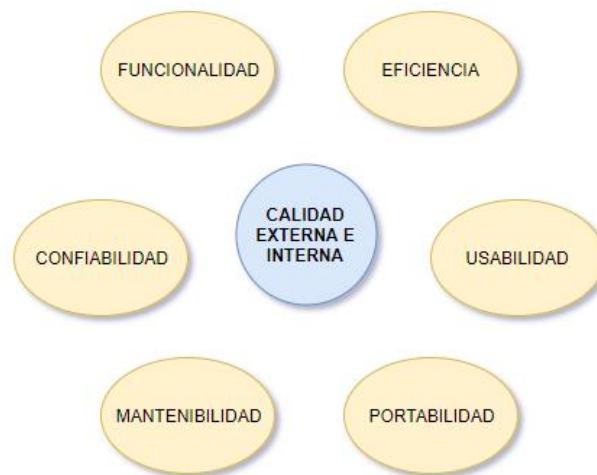 FUNCIONALIDAD
EFICIENCIA
CALIDAD
EXTERNA E
INTERNA
CONFIABILIDAD
USABILIDAD
MANTENIBILIDAD
PORTABILIDAD